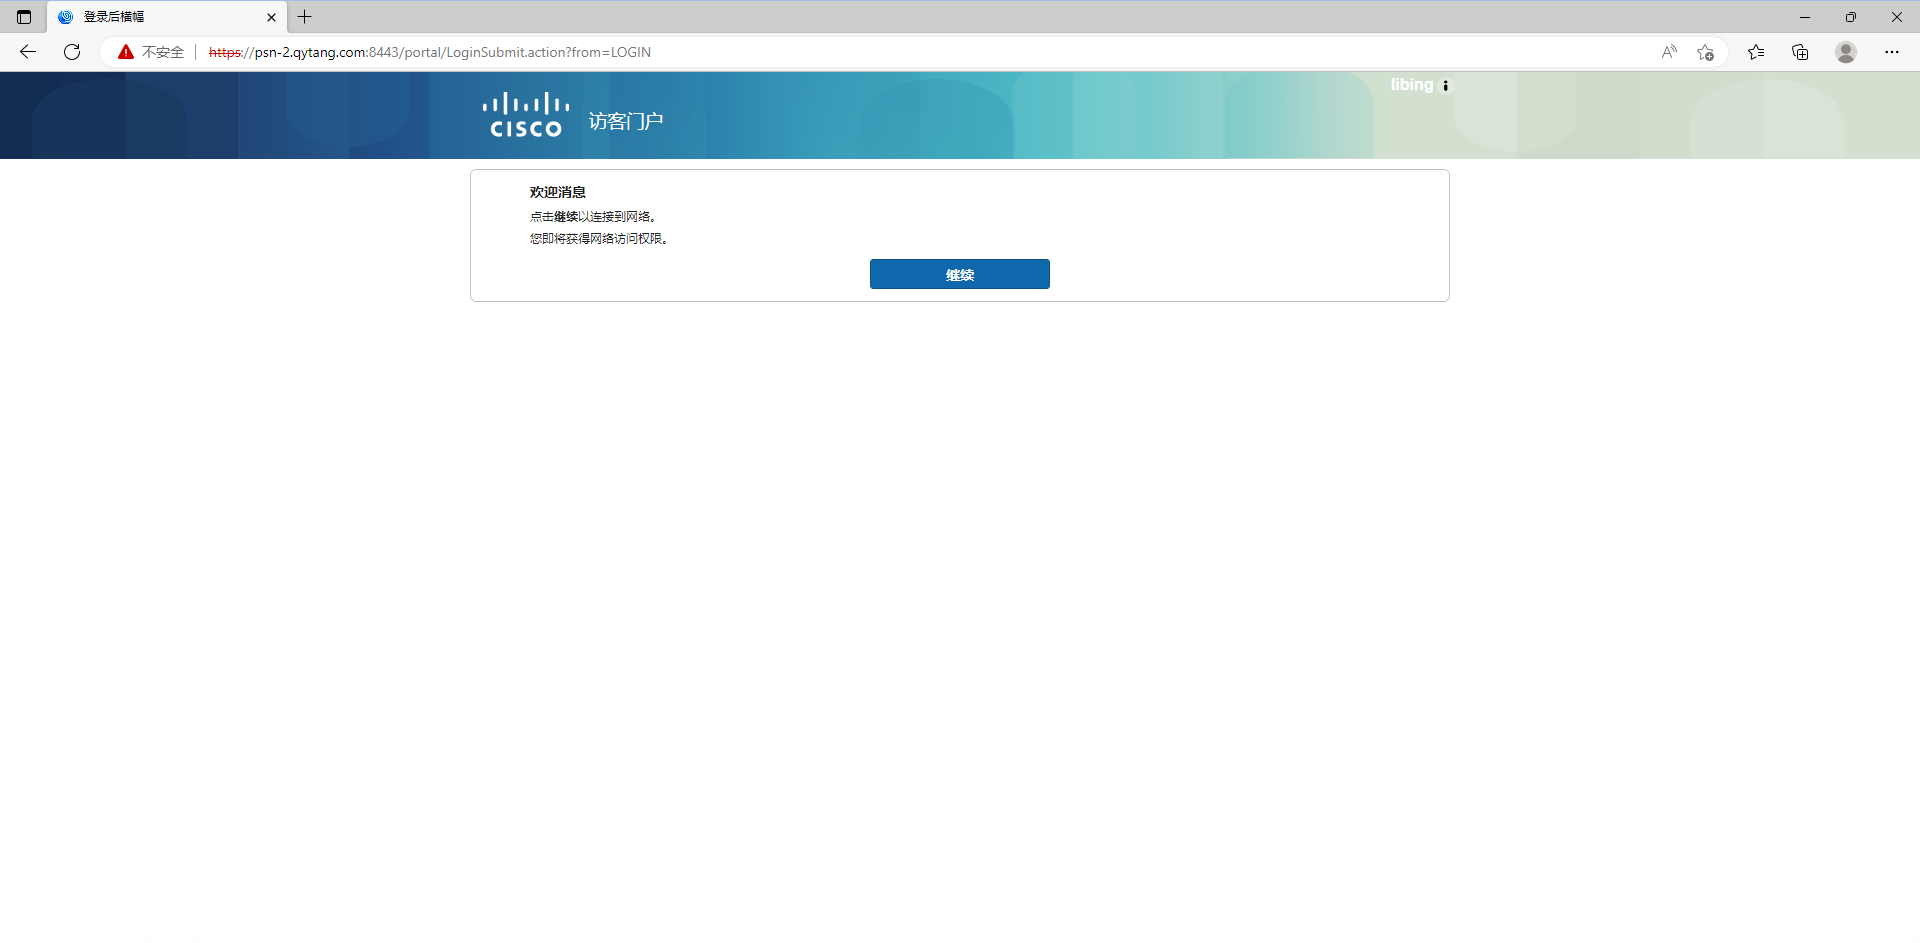 登录后横幅
不安全 https://psn-2.qytang.com:8443/portal/LoginSubmit.action?from=LOGIN
libing
CISCO 访客门户
欢迎消息
点击继续以连接到网络。
您即将获得网络访问权限。
继续